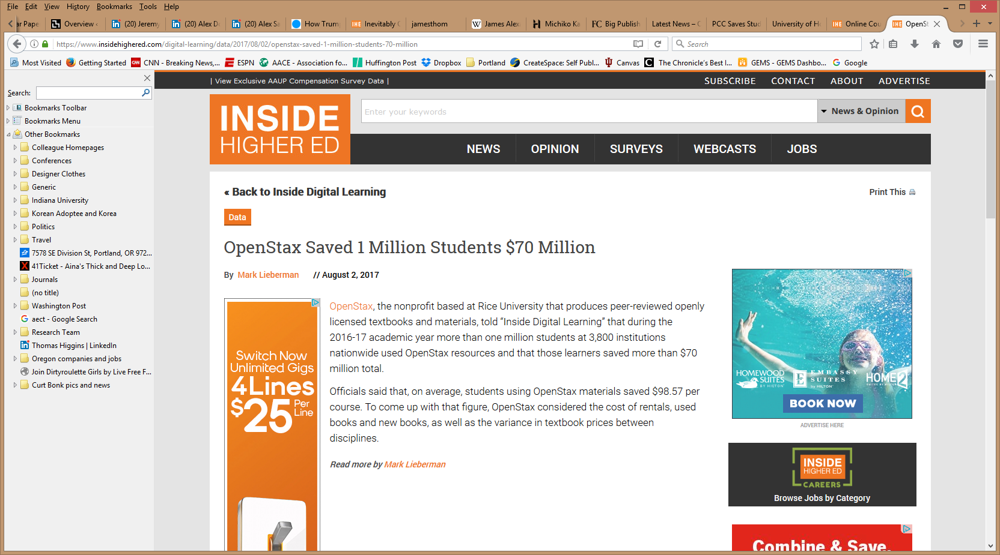 File Edit View History Bookmarks Tools Help
ar Pape Overview (20) Jeremy (20) Alex D (20) Alex Sa How Trump Inevitably jamesthom James Alex Michiko Ka Big Publish Latest News – PCC Saves Stud University of H Online Cou OpenSt
https://www.insidehighered.com/digital-learning/data/2017/08/02/openstax-saved-1-million-students-70-million Search
Most Visited Getting Started CNN - Breaking News,... ESPN AACE - Association fo... Huffington Post Dropbox Portland CreateSpace: Self Publ... Canvas The Chronicle's Best I... GEMS - GEMS Dashbo... Google
Search:
Bookmarks Toolbar
Bookmarks Menu
Other Bookmarks
Colleague Homepages
Conferences
Designer Clothes
Generic
Indiana University
Korean Adoptee and Korea
Politics
Travel
7578 SE Division St, Portland, OR 972...
41Ticket - Aina's Thick and Deep Lo...
Journals
(no title)
Washington Post
aect - Google Search
Research Team
Thomas Higgins | LinkedIn
Oregon companies and jobs
Join Dirtyroulette Girls by Live Free F...
Curt Bonk pics and news
| View Exclusive AAUP Compensation Survey Data |
SUBSCRIBE CONTACT ABOUT ADVERTISE
INSIDE
HIGHER ED
Enter your keywords
News & Opinion
NEWS OPINION SURVEYS WEBCASTS JOBS
« Back to Inside Digital Learning
Print This
Data
OpenStax Saved 1 Million Students $70 Million
By Mark Lieberman // August 2, 2017
Switch Now
Unlimited Gigs
4 Lines
$25 Per Line
OpenStax, the nonprofit based at Rice University that produces peer-reviewed openly
licensed textbooks and materials, told “Inside Digital Learning” that during the
2016-17 academic year more than one million students at 3,800 institutions
nationwide used OpenStax resources and that those learners saved more than $70
million total.
Officials said that, on average, students using OpenStax materials saved $98.57 per
course. To come up with that figure, OpenStax considered the cost of rentals, used
books and new books, as well as the variance in textbook prices between
disciplines.
Read more by Mark Lieberman
HOMEWOOD SUITES BY HILTON
EMBASSY SUITES by HILTON
HOME2 SUITES BY HILTON
BOOK NOW
ADVERTISE HERE
INSIDE
HIGHER ED
CAREERS
Browse Jobs by Category
Combine & Save.